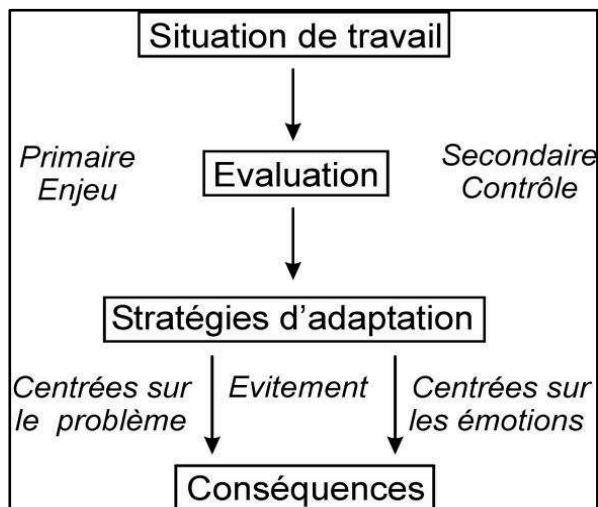 Situation de travail
Primaire
Enjeu
Evaluation
Secondaire
Contrôle
Stratégies d'adaptation
Centrées sur
le problème
Evitement
Centrées sur
les émotions
Conséquences